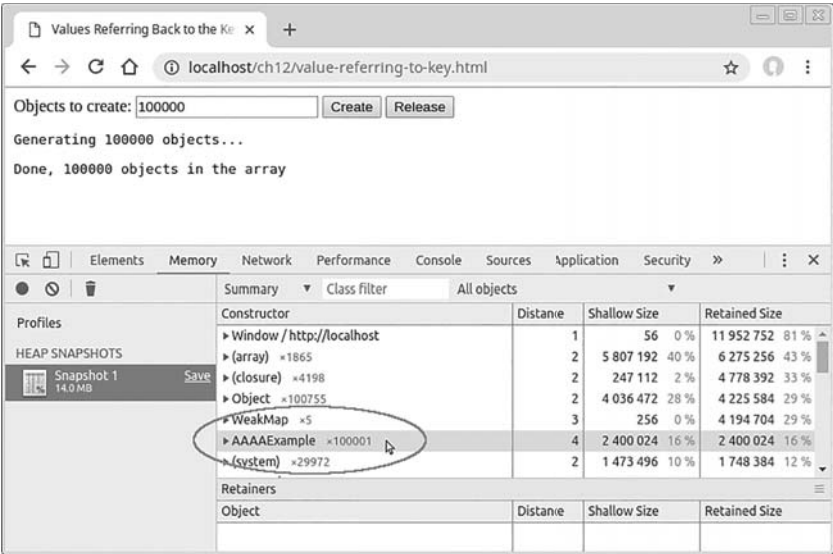 Values Referring Back to the Ke
localhost/ch12/value-referring-to-key.html
Objects to create: 100000 Create Release
Generating 100000 objects...
Done, 100000 objects in the array
Elements Memory Network Performance Console Sources Application Security »
Summary ▼ Class filter All objects ▼
Profiles
HEAP SNAPSHOTS
Snapshot 1 Save
14.0 MB
Constructor Distance Shallow Size Retained Size
Window / http://localhost 1 56 0 % 11 952 752 81 %
(array) ×1865 2 5 807 192 40 % 6 275 256 43 %
(closure) ×4198 2 247 112 2 % 4 778 392 33 %
Object ×100755 2 4 036 472 28 % 4 225 584 29 %
WeakMap ×5 3 256 0 % 4 194 704 29 %
AAAAExample ×100001 4 2 400 024 16 % 2 400 024 16 %
(system) ×29972 2 1 473 496 10 % 1 748 384 12 %
Retainers
Object Distance Shallow Size Retained Size